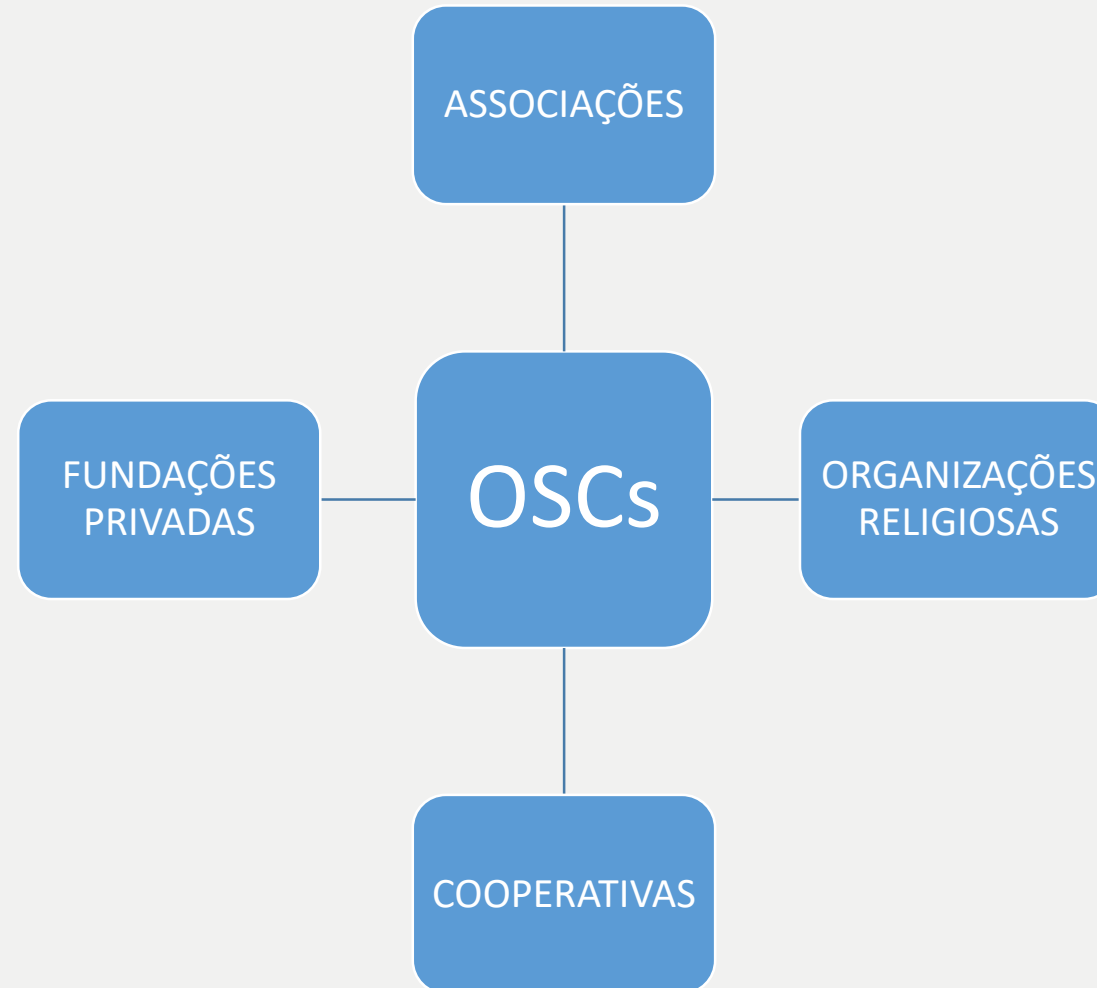 ASSOCIAÇÕES
FUNDAÇÕES
PRIVADAS
OSCs
ORGANIZAÇÕES
RELIGIOSAS
COOPERATIVAS